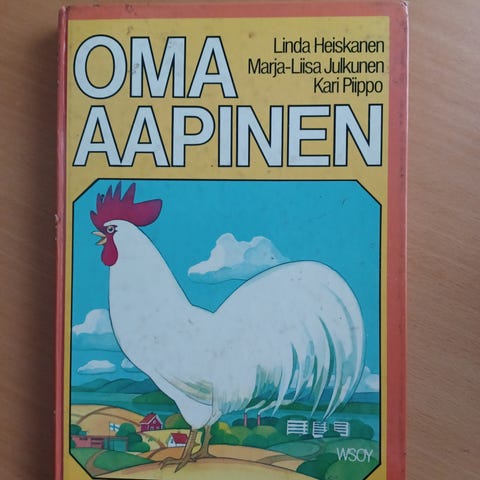 OMA
AAPINEN
Linda Heiskanen
Marja-Liisa Julkunen
Kari Piippo
WSOY